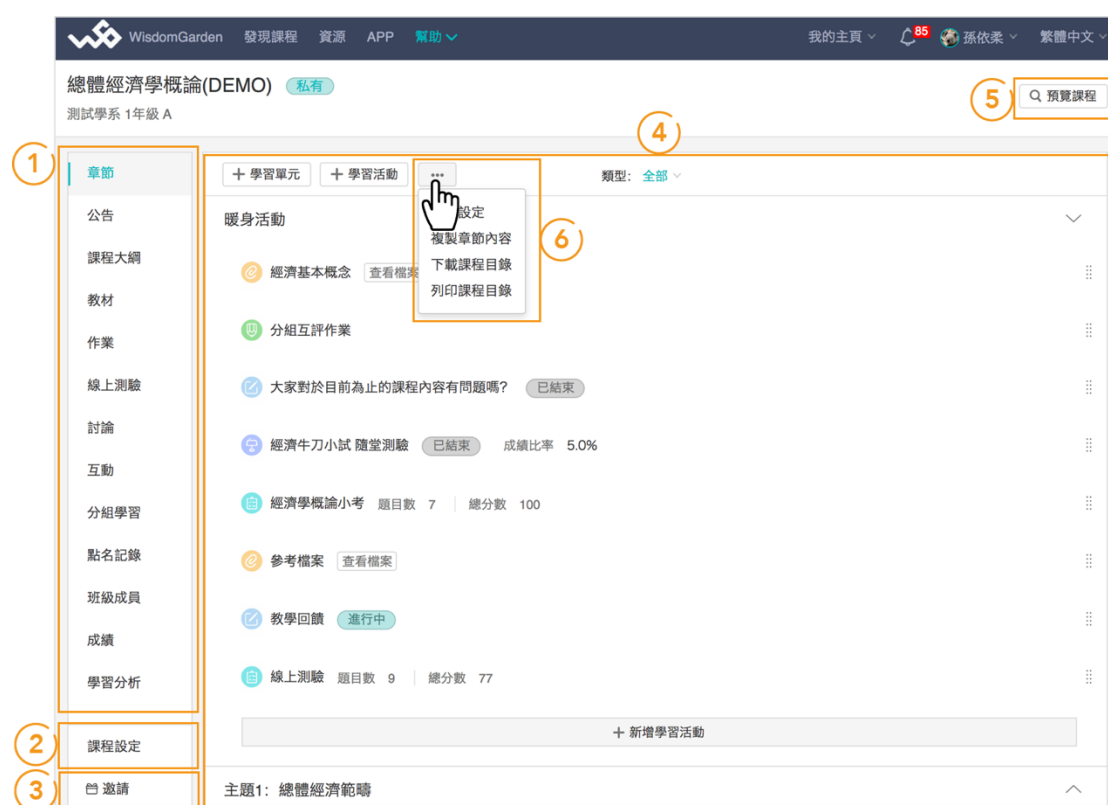 WisdomGarden 發現課程 資源 APP 幫助 我的主頁 85 孫依柔 繁體中文
總體經濟學概論(DEMO) 私有
測試學系 1年級 A
5 預覽課程
4
1
章節
公告
課程大綱
教材
作業
線上測驗
討論
互動
分組學習
點名記錄
班級成員
成績
學習分析
2 課程設定
3 邀請
+ 學習單元 + 學習活動 ••• 類型: 全部
設定
複製章節內容
下載課程目錄
列印課程目錄
6
暖身活動
經濟基本概念 查看檔案
分組互評作業
大家對於目前為止的課程內容有問題嗎? 已結束
經濟牛刀小試 隨堂測驗 已結束 成績比率 5.0%
經濟學概論小考 題目數 7 總分數 100
參考檔案 查看檔案
教學回饋 進行中
線上測驗 題目數 9 總分數 77
+ 新增學習活動
主題1: 總體經濟範疇